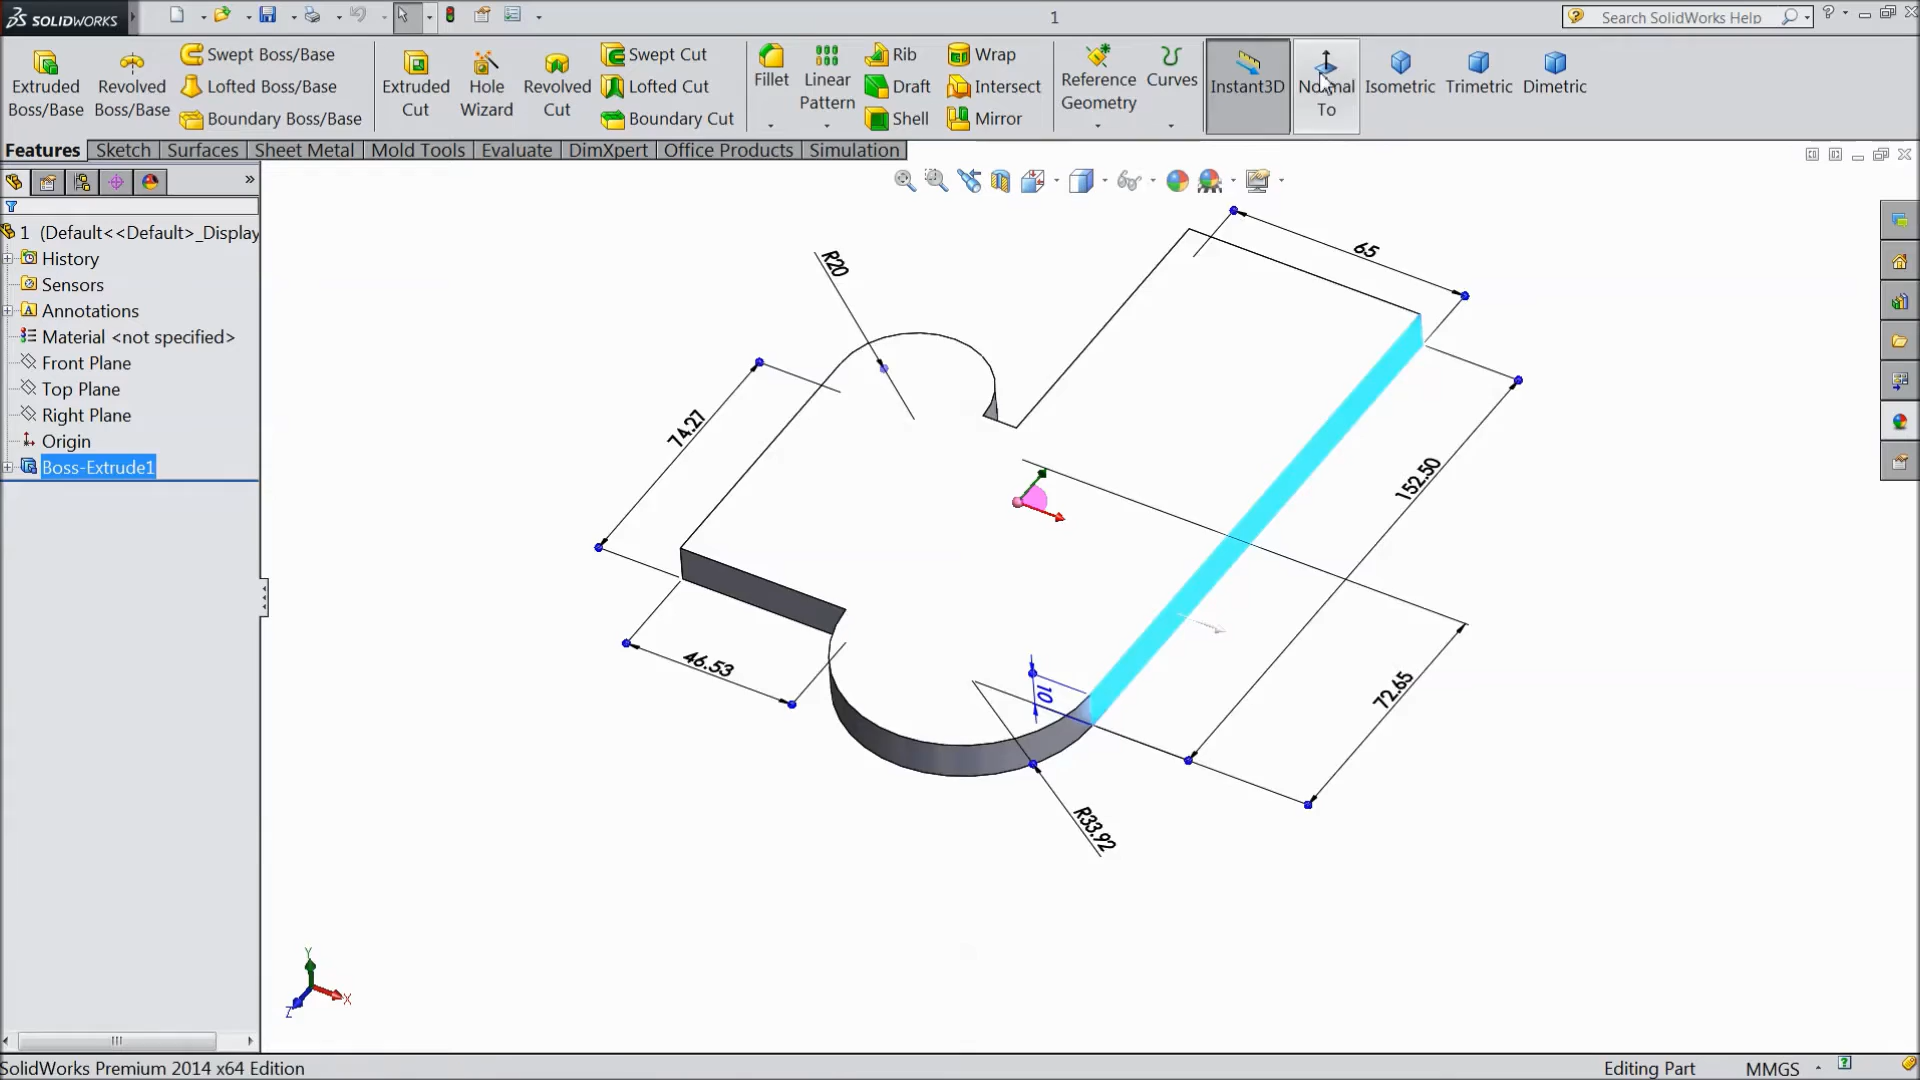 SOLIDWORKS
1
Search SolidWorks Help
?
Extruded Boss/Base
Revolved Boss/Base
Swept Boss/Base
Lofted Boss/Base
Boundary Boss/Base
Extruded Cut
Hole Wizard
Revolved Cut
Swept Cut
Lofted Cut
Boundary Cut
Fillet
Linear Pattern
Rib
Draft
Shell
Wrap
Intersect
Mirror
Reference Geometry
Curves
Instant3D
Normal To
Isometric
Trimetric
Dimetric
Features
Sketch
Surfaces
Sheet Metal
Mold Tools
Evaluate
DimXpert
Office Products
Simulation
»
1 (Default<<Default>_Display
History
Sensors
Annotations
Material <not specified>
Front Plane
Top Plane
Right Plane
Origin
Boss-Extrude1
65
R20
74.27
152.50
46.53
10
72.65
R33.92
Y
X
Z
SolidWorks Premium 2014 x64 Edition
Editing Part
MMGS